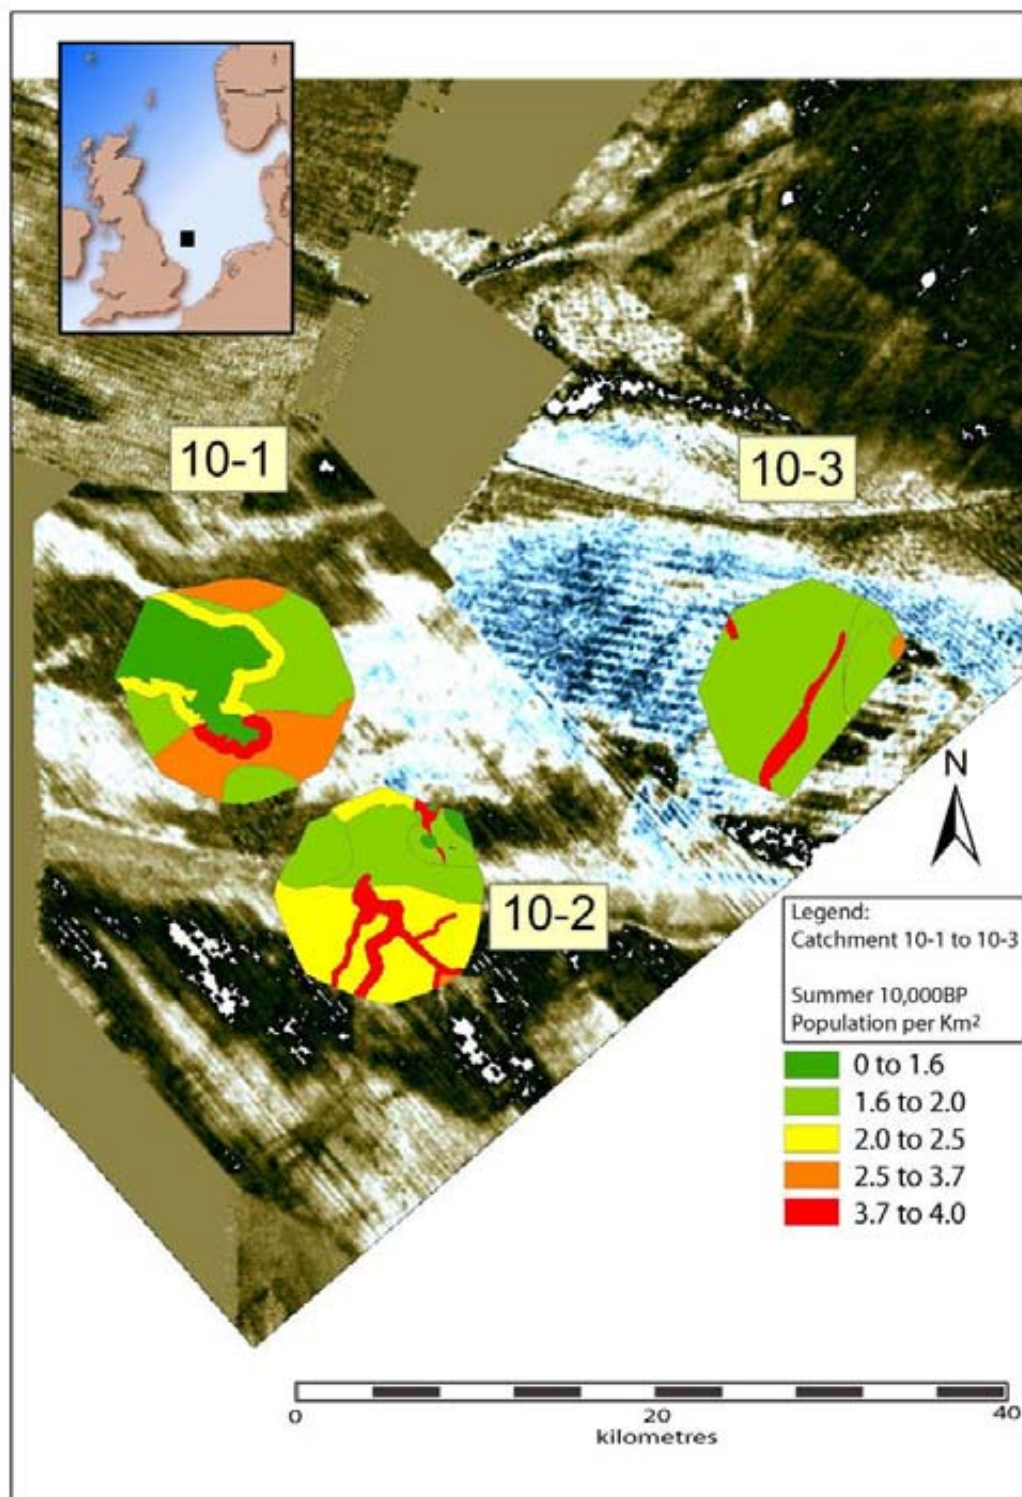 10-1
10-3
10-2
N
Legend:
Catchment 10-1 to 10-3
Summer 10,000BP
Population per Km²
0 to 1.6
1.6 to 2.0
2.0 to 2.5
2.5 to 3.7
3.7 to 4.0
0 20 40
kilometres